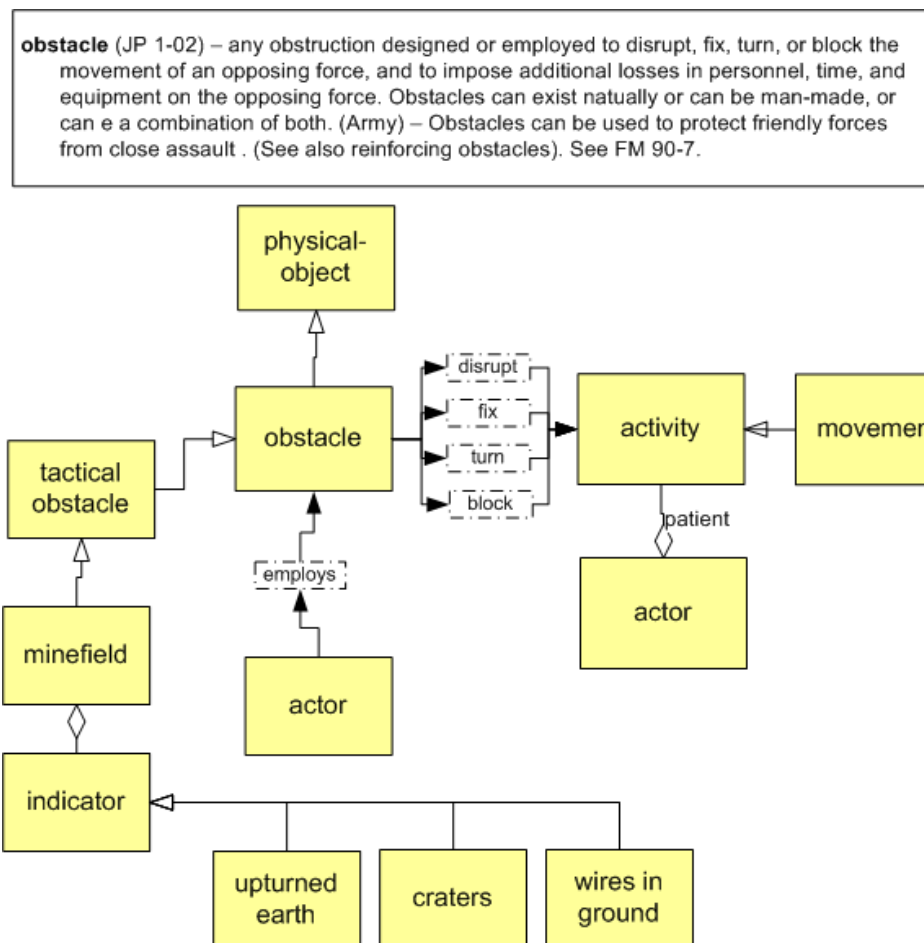 obstacle (JP 1-02) – any obstruction designed or employed to disrupt, fix, turn, or block the
movement of an opposing force, and to impose additional losses in personnel, time, and
equipment on the opposing force. Obstacles can exist natually or can be man-made, or
can e a combination of both. (Army) – Obstacles can be used to protect friendly forces
from close assault . (See also reinforcing obstacles). See FM 90-7.
physical-
object
disrupt
fix
turn
block
obstacle
activity
movement
tactical
obstacle
patient
employs
actor
minefield
actor
indicator
upturned
earth
craters
wires in
ground